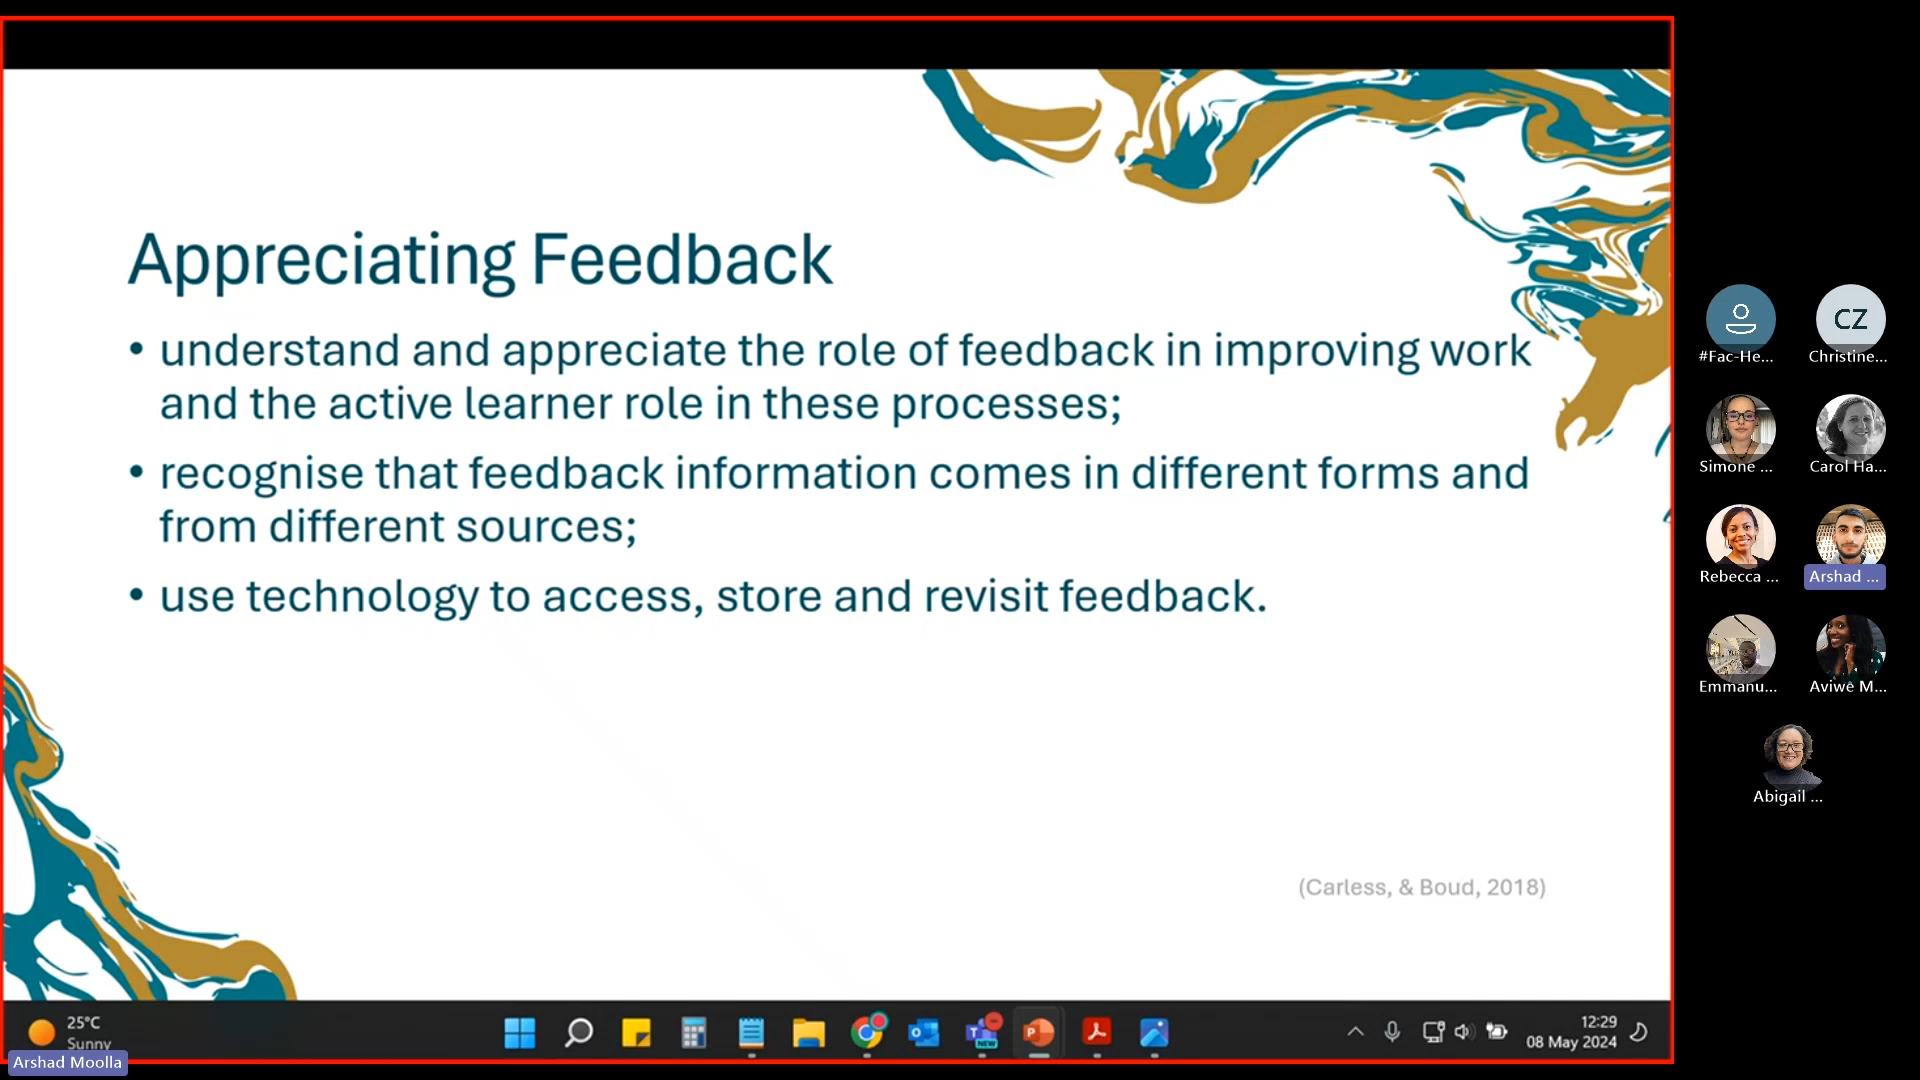 Appreciating Feedback
• understand and appreciate the role of feedback in improving work
and the active learner role in these processes;
• recognise that feedback information comes in different forms and
from different sources;
• use technology to access, store and revisit feedback.
(Carless, & Boud, 2018)
#Fac-He...
CZ
Christine...
Simone ...
Carol Ha...
Rebecca ...
Arshad ...
Emmanu...
Aviwe M...
Abigail ...
25°C
Sunny
NEW
12:29
08 May 2024
Arshad Moolla